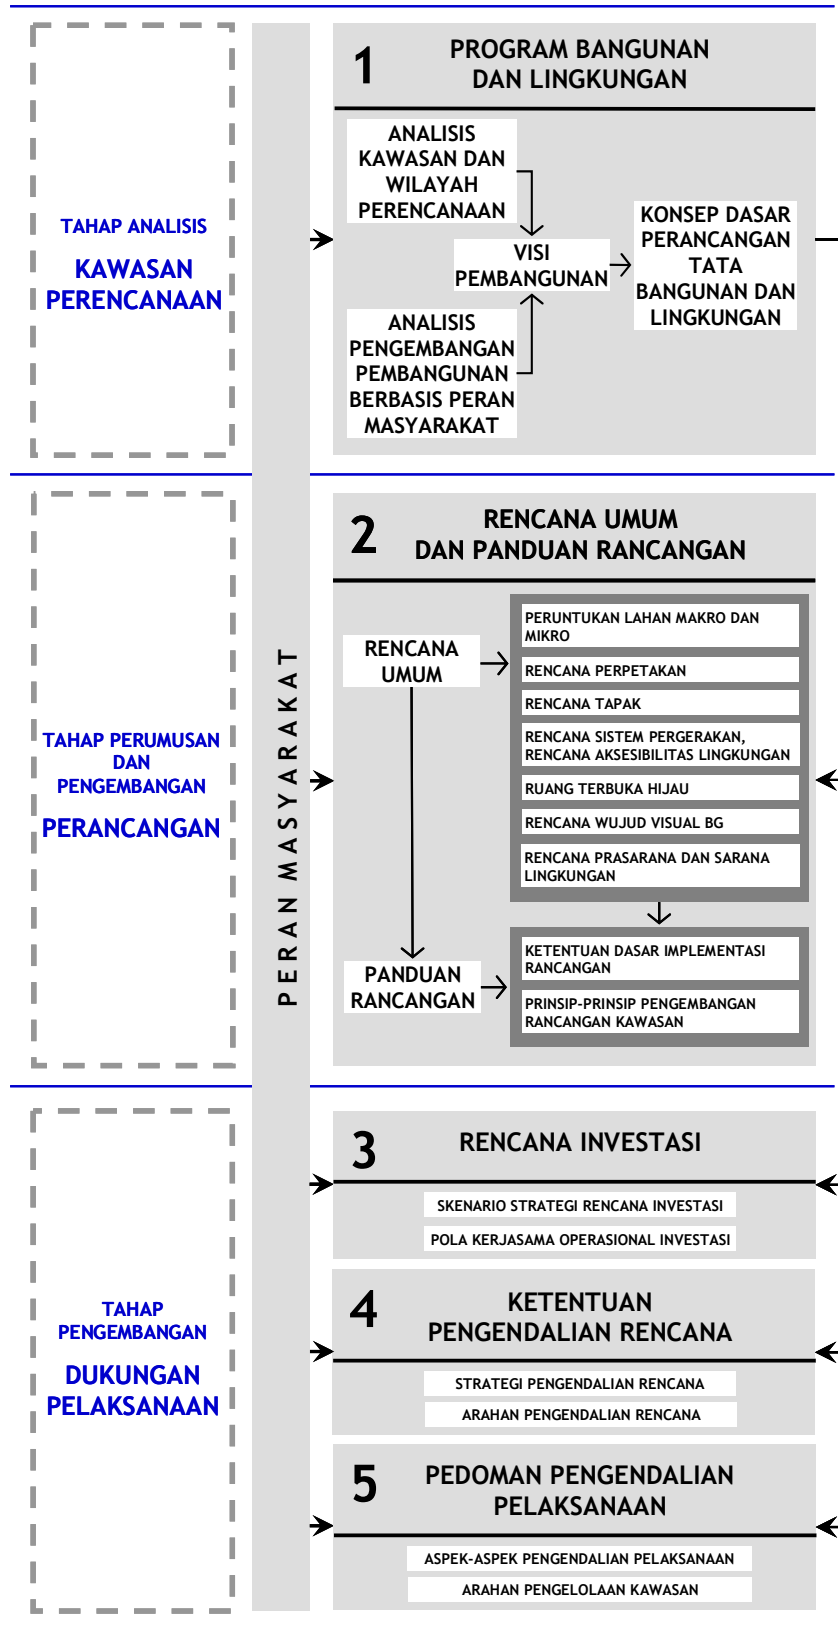 TAHAP ANALISIS
KAWASAN
PERENCANAAN
PERAN MASYARAKAT
1
PROGRAM BANGUNAN
DAN LINGKUNGAN
ANALISIS
KAWASAN DAN
WILAYAH
PERENCANAAN
VISI
PEMBANGUNAN
ANALISIS
PENGEMBANGAN
PEMBANGUNAN
BERBASIS PERAN
MASYARAKAT
KONSEP DASAR
PERANCANGAN
TATA
BANGUNAN DAN
LINGKUNGAN
TAHAP PERUMUSAN
DAN
PENGEMBANGAN
PERANCANGAN
2
RENCANA UMUM
DAN PANDUAN RANCANGAN
RENCANA
UMUM
PERUNTUKAN LAHAN MAKRO DAN
MIKRO
RENCANA PERPETAKAN
RENCANA TAPAK
RENCANA SISTEM PERGERAKAN,
RENCANA AKSESIBILITAS LINGKUNGAN
RUANG TERBUKA HIJAU
RENCANA WUJUD VISUAL BG
RENCANA PRASARANA DAN SARANA
LINGKUNGAN
PANDUAN
RANCANGAN
KETENTUAN DASAR IMPLEMENTASI
RANCANGAN
PRINSIP-PRINSIP PENGEMBANGAN
RANCANGAN KAWASAN
TAHAP
PENGEMBANGAN
DUKUNGAN
PELAKSANAAN
3
RENCANA INVESTASI
SKENARIO STRATEGI RENCANA INVESTASI
POLA KERJASAMA OPERASIONAL INVESTASI
4
KETENTUAN
PENGENDALIAN RENCANA
STRATEGI PENGENDALIAN RENCANA
ARAHAN PENGENDALIAN RENCANA
5
PEDOMAN PENGENDALIAN
PELAKSANAAN
ASPEK-ASPEK PENGENDALIAN PELAKSANAAN
ARAHAN PENGELOLAAN KAWASAN